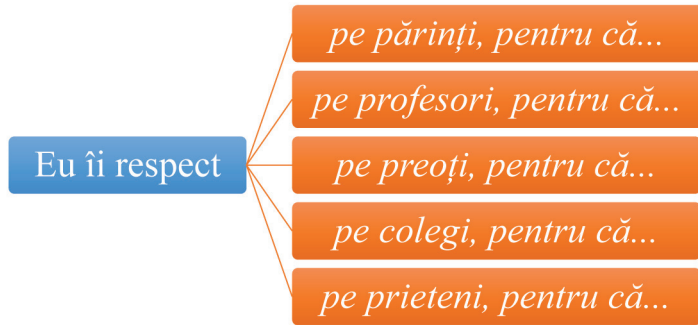 Eu îi respect
pe părinți, pentru că...
pe profesori, pentru că...
pe preoți, pentru că...
pe colegi, pentru că...
pe prieteni, pentru că...